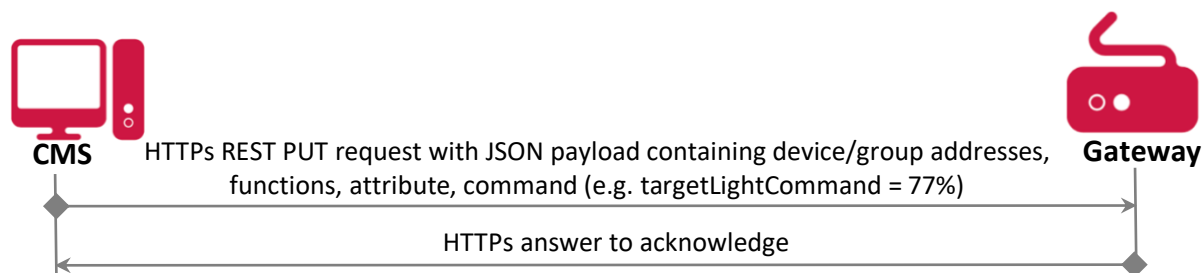 CMS
HTTPs REST PUT request with JSON payload containing device/group addresses,
functions, attribute, command (e.g. targetLightCommand = 77%)
Gateway
HTTPs answer to acknowledge